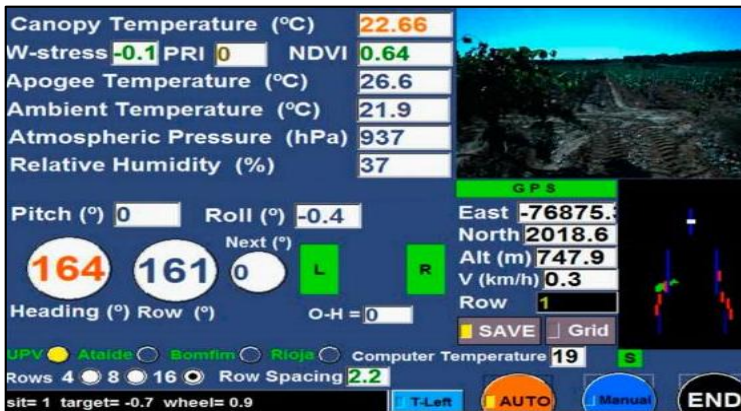 Canopy Temperature (ºC) 22.66
W-stress -0.1 PRI 0 NDVI 0.64
Apogee Temperature (ºC) 26.6
Ambient Temperature (ºC) 21.9
Atmospheric Pressure (hPa) 937
Relative Humidity (%) 37
GPS
Pitch (º) 0 Roll (º) -0.4
East -76875.
North 2018.6
Alt (m) 747.9
V (km/h) 0.3
Row 1
Next (º)
164 161 0 L R
Heading (º) Row (º) O-H = 0
SAVE Grid
UPV Ataide Bomfim Rioja Computer Temperature 19 S
Rows 4 8 16 Row Spacing 2.2
sit= 1 target= -0.7 wheel= 0.9 T-Left AUTO Manual END